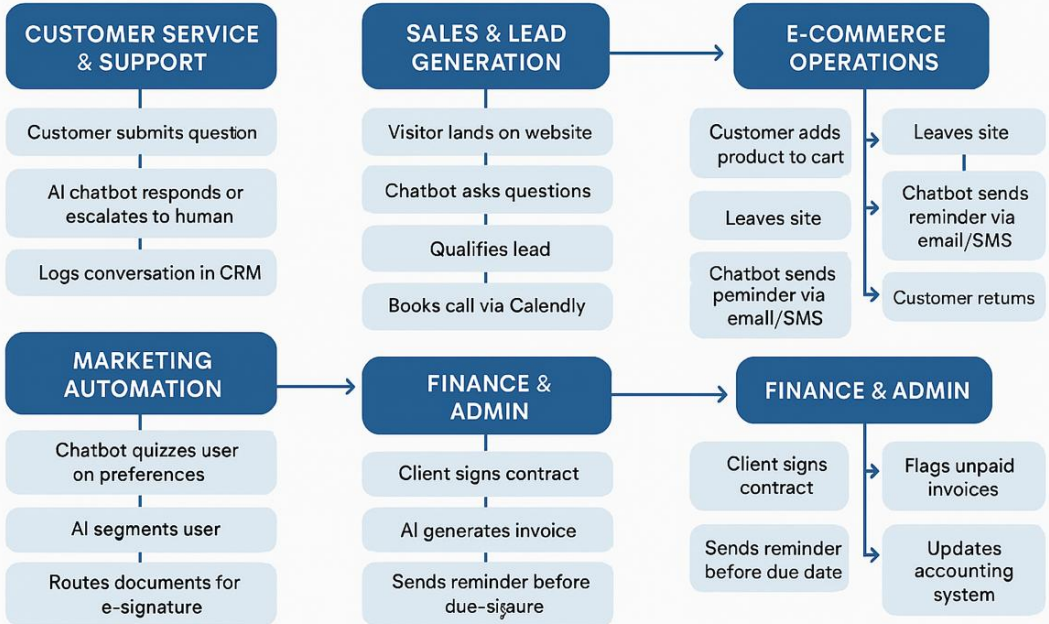 CUSTOMER SERVICE
& SUPPORT
Customer submits question
AI chatbot responds or
escalates to human
Logs conversation in CRM
SALES & LEAD
GENERATION
Visitor lands on website
Chatbot asks questions
Qualifies lead
Books call via Calendly
E-COMMERCE
OPERATIONS
Customer adds
product to cart
Leaves site
Chatbot sends
peminder via
emall/SMS
Leaves site
Chatbot sends
reminder via
email/SMS
Customer retums
MARKETING
AUTOMATION
Chatbot quizzes user
on preferences
AI segments user
Routes documents for
e-signature
FINANCE &
ADMIN
Client signs contract
AI generates invoice
Sends reminder before
FINANCE & ADMIN
Client signs
contract
Sends reminder
before due date
Flags unpaid
invoices
Updates
accounting
system